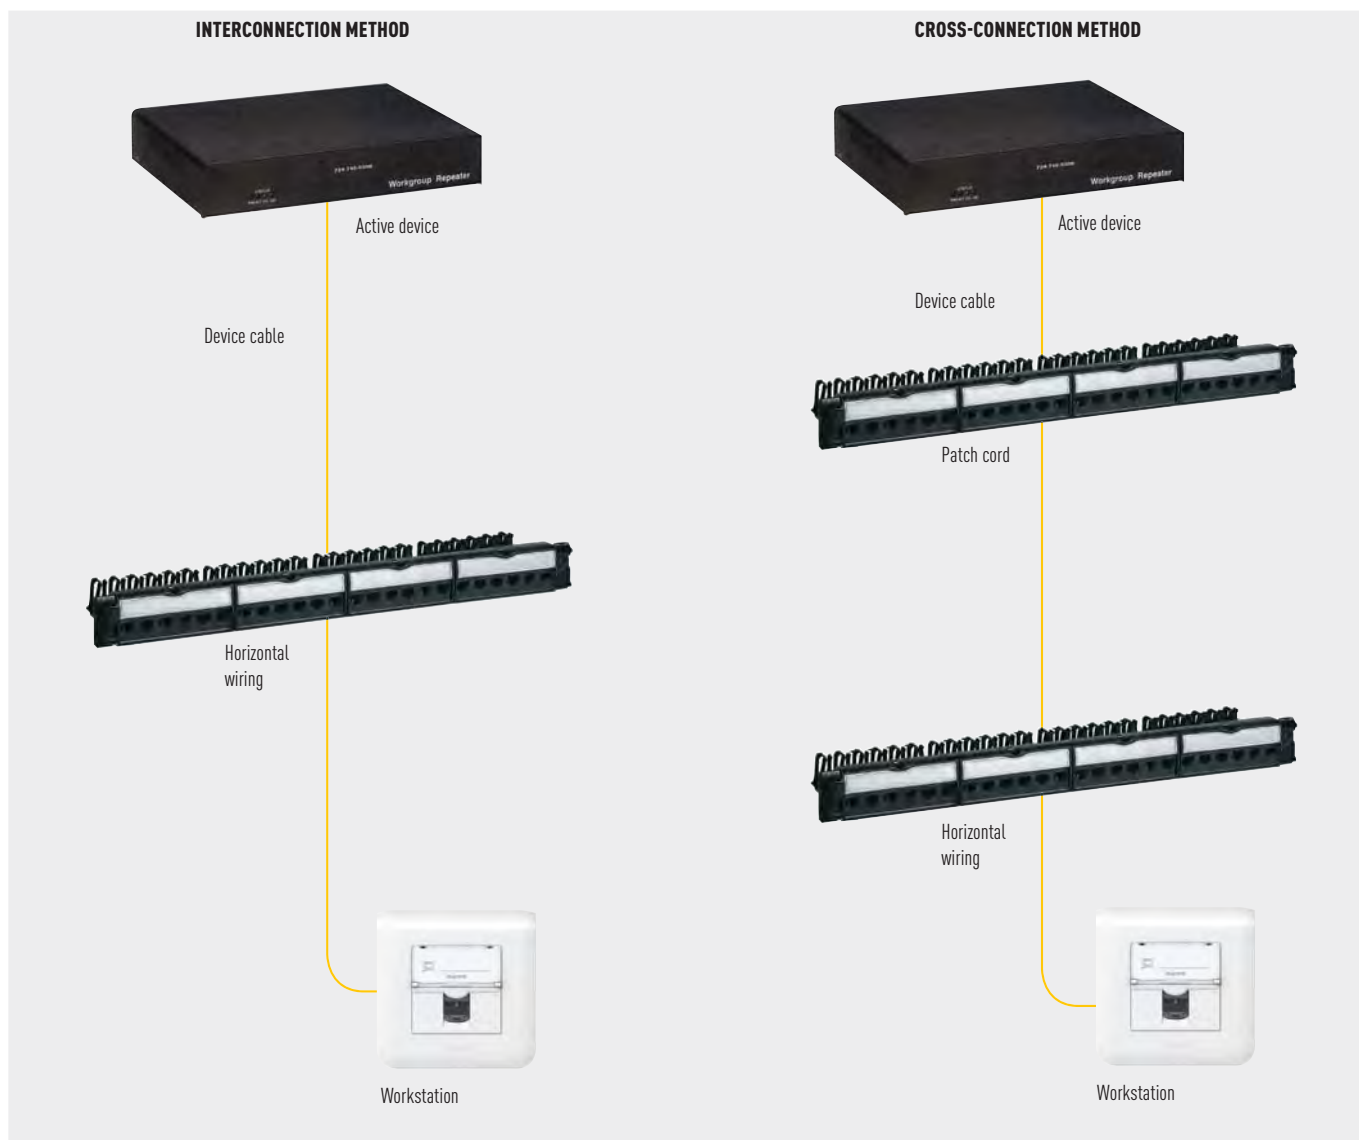 INTERCONNECTION METHOD
Workgroup Repeater
Active device
Device cable
Horizontal
wiring
Workstation
CROSS-CONNECTION METHOD
Workgroup Repeater
Active device
Device cable
Patch cord
Horizontal
wiring
Workstation